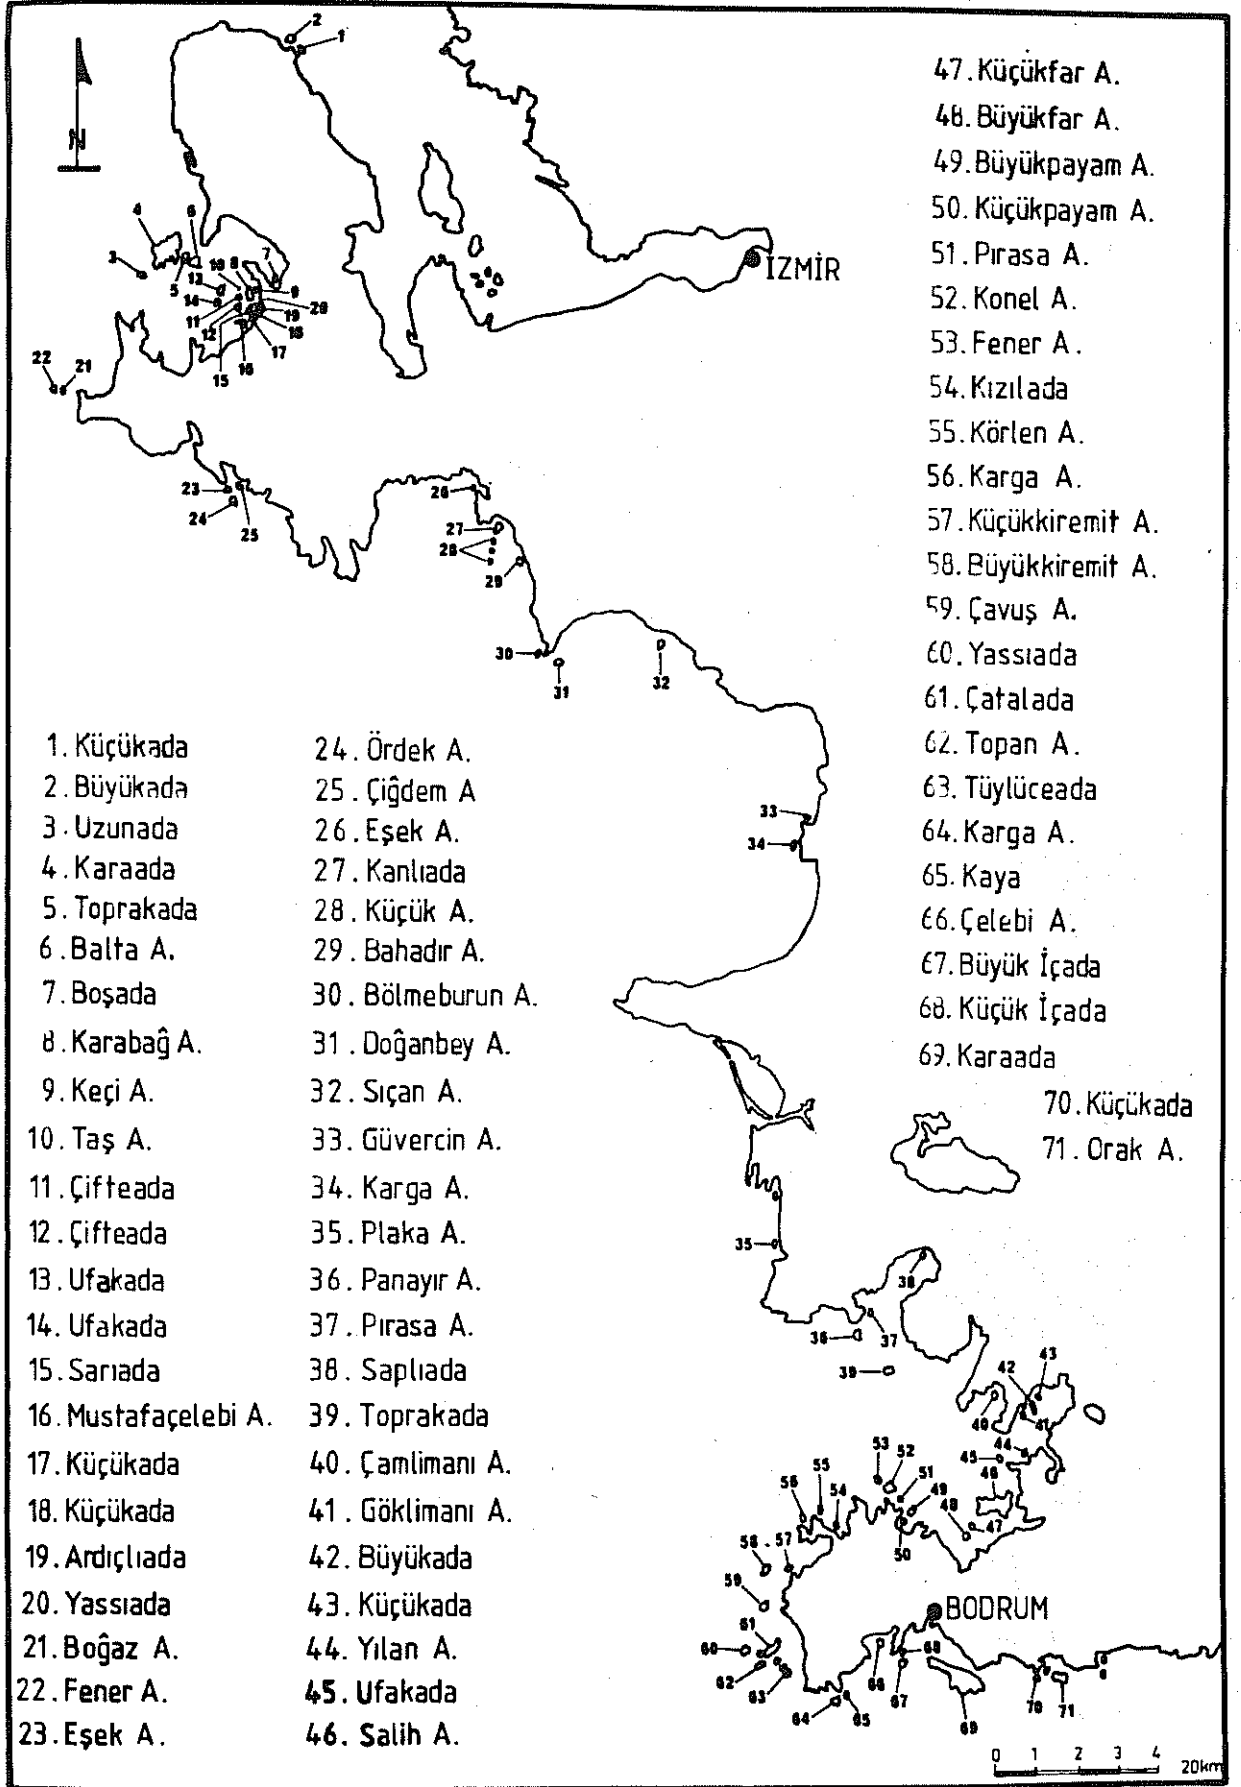 N
İZMİR
BODRUM
1. Küçükada
2. Büyükada
3. Uzunada
4. Karaada
5. Toprakada
6. Balta A.
7. Boşada
8. Karabağ A.
9. Keçi A.
10. Taş A.
11. Çifteada
12. Çifteada
13. Ufakada
14. Ufakada
15. Sarıada
16. Mustafaçelebi A.
17. Küçükada
18. Küçükada
19. Ardıçlıada
20. Yassıada
21. Boğaz A.
22. Fener A.
23. Eşek A.
24. Ördek A.
25. Çiğdem A
26. Eşek A.
27. Kanlıada
28. Küçük A.
29. Bahadır A.
30. Bölmeburun A.
31. Doğanbey A.
32. Sıçan A.
33. Güvercin A.
34. Karga A.
35. Plaka A.
36. Panayır A.
37. Pırasa A.
38. Saplıada
39. Toprakada
40. Çamlimanı A.
41. Göklimanı A.
42. Büyükada
43. Küçükada
44. Yılan A.
45. Ufakada
46. Salih A.
47. Küçükfar A.
48. Büyükfar A.
49. Büyükpayam A.
50. Küçükpayam A.
51. Pırasa A.
52. Konel A.
53. Fener A.
54. Kızılada
55. Körlen A.
56. Karga A.
57. Küçükkiremit A.
58. Büyükkiremit A.
59. Çavuş A.
60. Yassıada
61. Çatalada
62. Topan A.
63. Tüylüceada
64. Karga A.
65. Kaya
66. Çelebi A.
67. Büyük İçada
68. Küçük İçada
69. Karaada
70. Küçükada
71. Orak A.
0 1 2 3 4 20km